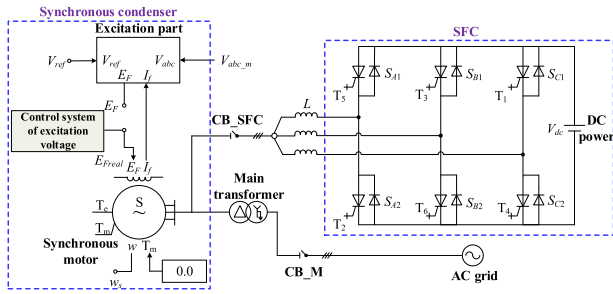 Synchronous condenser
Excitation part
V_ref
V_ref
V_abc
V_abc_m
E_F
I_f
E_F
Control system
of excitation
voltage
E_Freal
E_F
I_f
S
~
T_e
T_m
Synchronous
motor
w
T_m
w_s
0.0
CB_SFC
Main
transformer
CB_M
AC grid
SFC
L
S_A1
S_B1
S_C1
T_5
T_3
T_1
V_dc
DC
power
S_A2
S_B2
S_C2
T_2
T_6
T_4